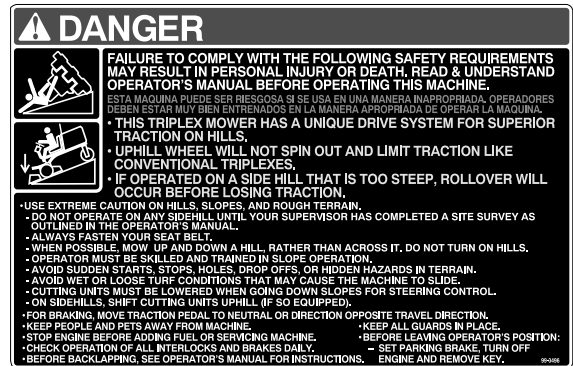 DANGER
FAILURE TO COMPLY WITH THE FOLLOWING SAFETY REQUIREMENTS
MAY RESULT IN PERSONAL INJURY OR DEATH. READ & UNDERSTAND
OPERATOR'S MANUAL BEFORE OPERATING THIS MACHINE.
ESTA MAQUINA PUEDE SER RIESGOSA SI SE USA EN UNA MANERA INAPROPRIADA. OPERADORES
DEBEN ESTAR MUY BIEN ENTRENADOS EN LA MANERA APROPRIADA DE OPERAR LA MAQUINA.
• THIS TRIPLEX MOWER HAS A UNIQUE DRIVE SYSTEM FOR SUPERIOR
TRACTION ON HILLS.
• UPHILL WHEEL WILL NOT SPIN OUT AND LIMIT TRACTION LIKE
CONVENTIONAL TRIPLEXES.
• IF OPERATED ON A SIDE HILL THAT IS TOO STEEP, ROLLOVER WILL
OCCUR BEFORE LOSING TRACTION.
•USE EXTREME CAUTION ON HILLS, SLOPES, AND ROUGH TERRAIN.
- DO NOT OPERATE ON ANY SIDEHILL UNTIL YOUR SUPERVISOR HAS COMPLETED A SITE SURVEY AS
OUTLINED IN THE OPERATOR'S MANUAL.
- ALWAYS FASTEN YOUR SEAT BELT.
- WHEN POSSIBLE, MOW UP AND DOWN A HILL, RATHER THAN ACROSS IT. DO NOT TURN ON HILLS.
- OPERATOR MUST BE SKILLED AND TRAINED IN SLOPE OPERATION.
- AVOID SUDDEN STARTS, STOPS, HOLES, DROP OFFS, OR HIDDEN HAZARDS IN TERRAIN.
- AVOID WET OR LOOSE TURF CONDITIONS THAT MAY CAUSE THE MACHINE TO SLIDE.
- CUTTING UNITS MUST BE LOWERED WHEN GOING DOWN SLOPES FOR STEERING CONTROL.
- ON SIDEHILLS, SHIFT CUTTING UNITS UPHILL (IF SO EQUIPPED).
•FOR BRAKING, MOVE TRACTION PEDAL TO NEUTRAL OR DIRECTION OPPOSITE TRAVEL DIRECTION.
•KEEP PEOPLE AND PETS AWAY FROM MACHINE.
•STOP ENGINE BEFORE ADDING FUEL OR SERVICING MACHINE.
•CHECK OPERATION OF ALL INTERLOCKS AND BRAKES DAILY.
•BEFORE BACKLAPPING, SEE OPERATOR'S MANUAL FOR INSTRUCTIONS.
•KEEP ALL GUARDS IN PLACE.
•BEFORE LEAVING OPERATOR'S POSITION:
– SET PARKING BRAKE, TURN OFF
ENGINE AND REMOVE KEY.
99-0496